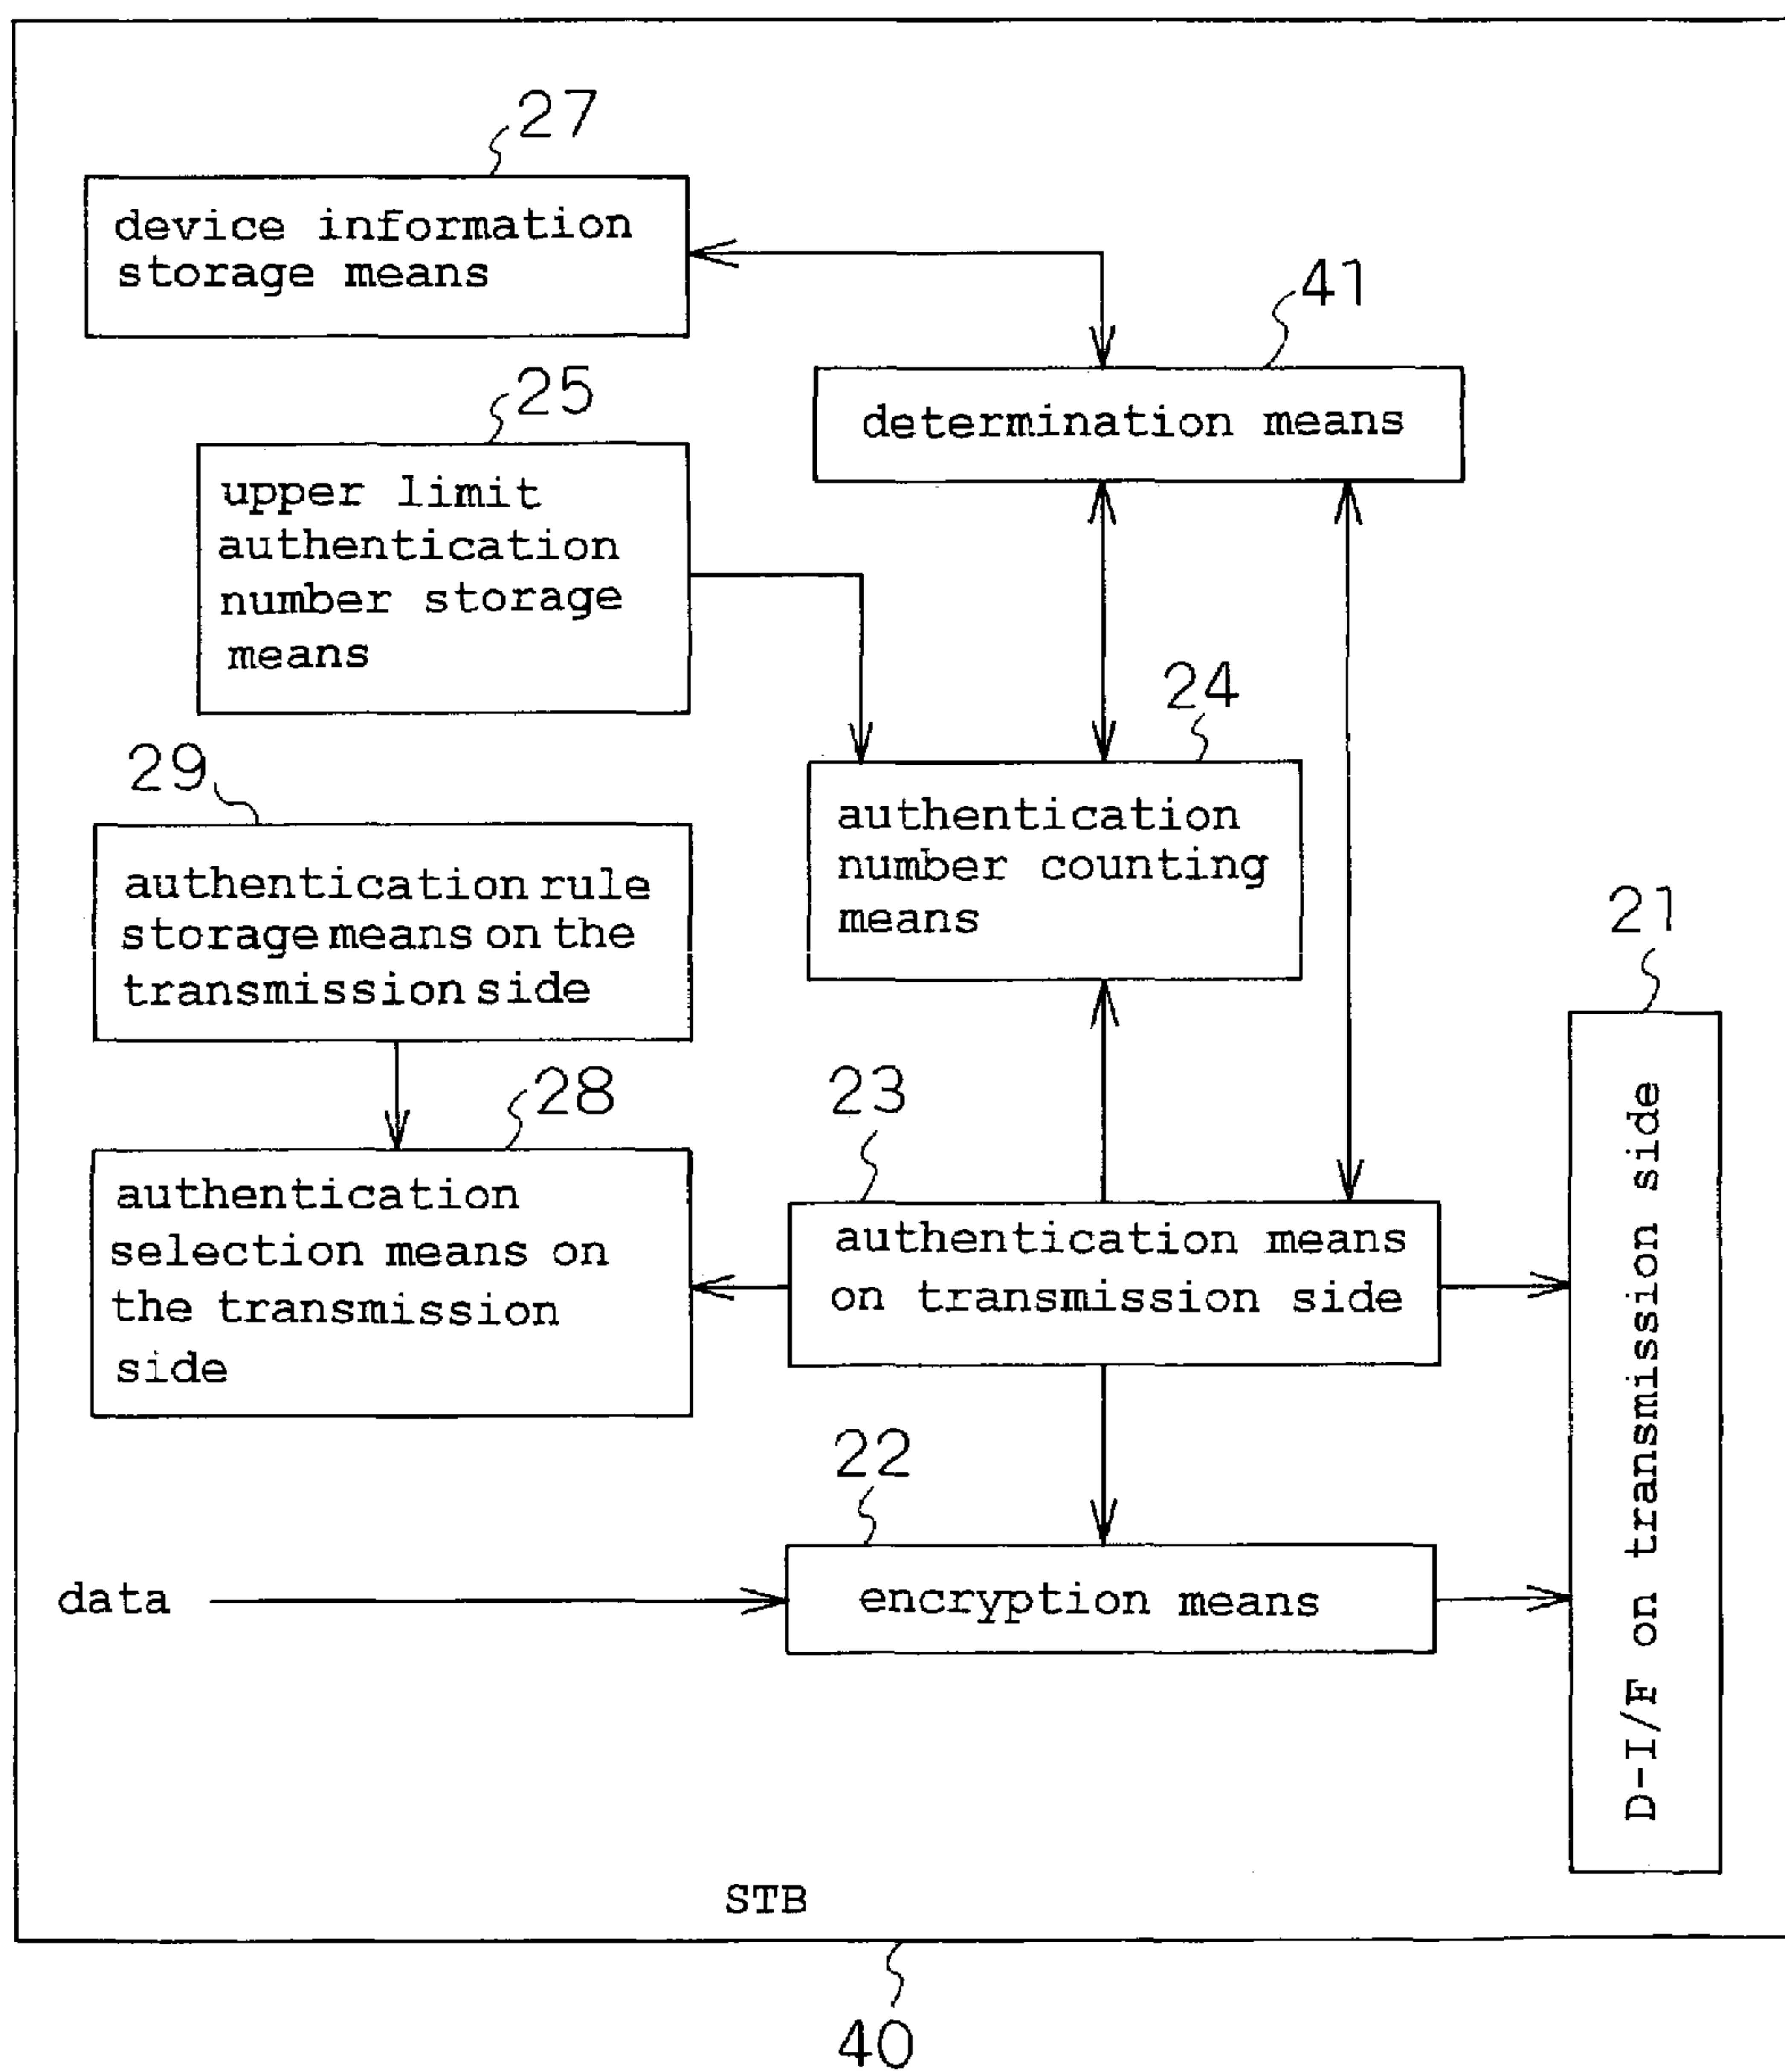 27
device information
storage means
41
determination means
25
upper limit
authentication
number storage
means
24
authentication
number counting
means
29
authentication rule
storage means on the
transmission side
21
D-I/F on transmission side
28
authentication
selection means on
the transmission
side
23
authentication means
on transmission side
22
encryption means
data
STB
40